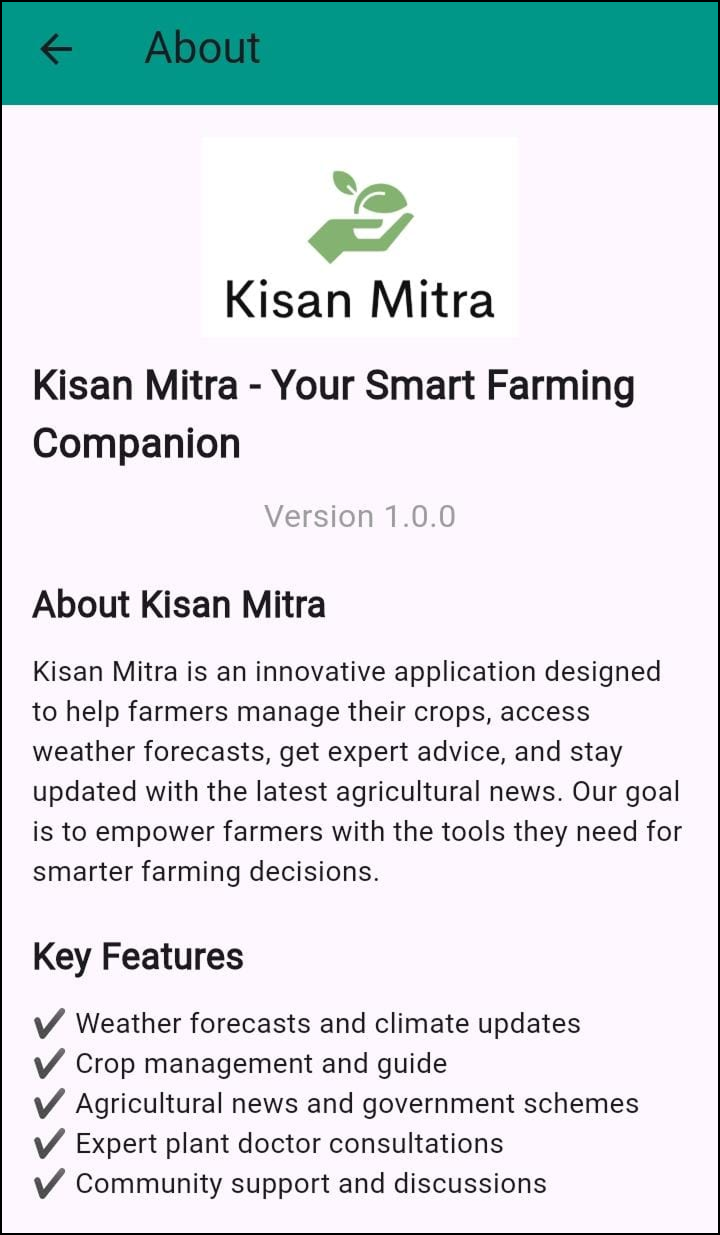 About
Kisan Mitra
Kisan Mitra - Your Smart Farming
Companion
Version 1.0.0
About Kisan Mitra
Kisan Mitra is an innovative application designed
to help farmers manage their crops, access
weather forecasts, get expert advice, and stay
updated with the latest agricultural news. Our goal
is to empower farmers with the tools they need for
smarter farming decisions.
Key Features
✔ Weather forecasts and climate updates
✔ Crop management and guide
✔ Agricultural news and government schemes
✔ Expert plant doctor consultations
✔ Community support and discussions